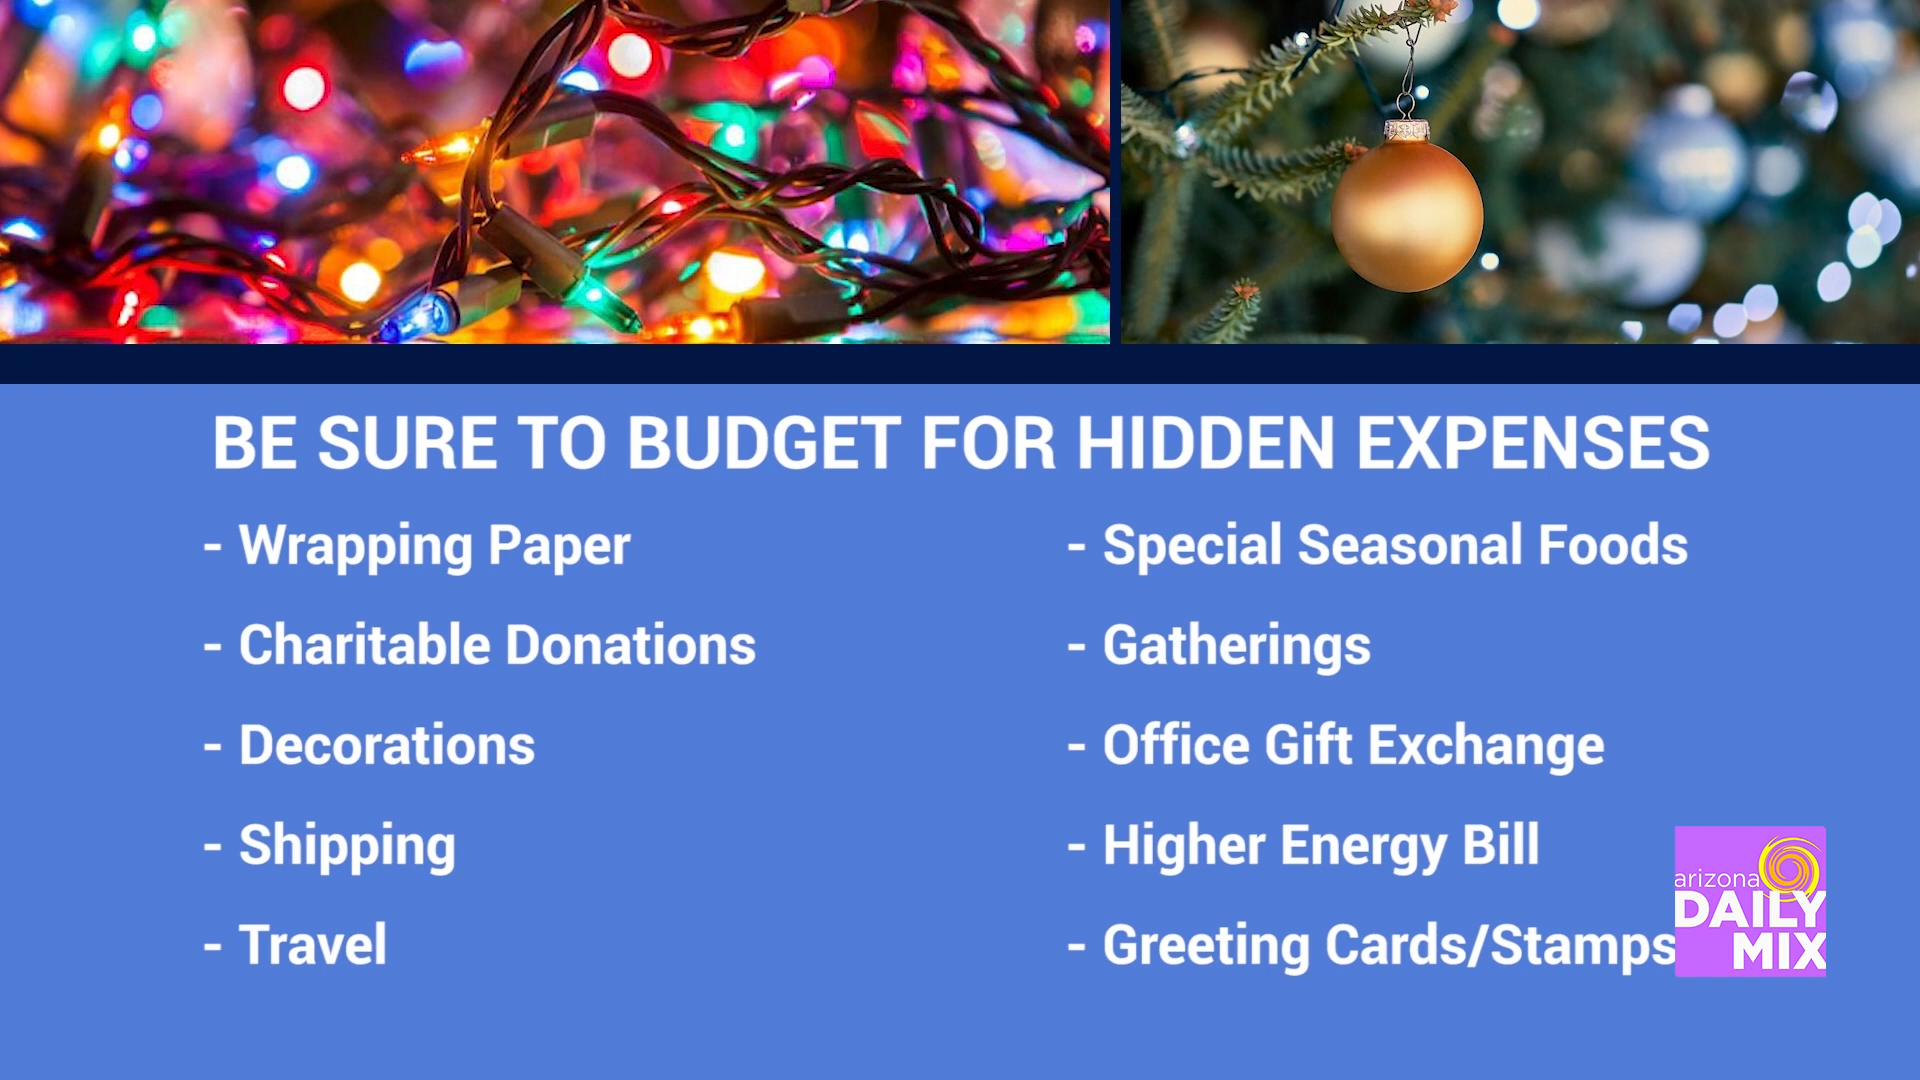 BE SURE TO BUDGET FOR HIDDEN EXPENSES
- Wrapping Paper
- Charitable Donations
- Decorations
- Shipping
- Travel
- Special Seasonal Foods
- Gatherings
- Office Gift Exchange
- Higher Energy Bill
- Greeting Cards/Stamps
arizona
DAILY
MIX